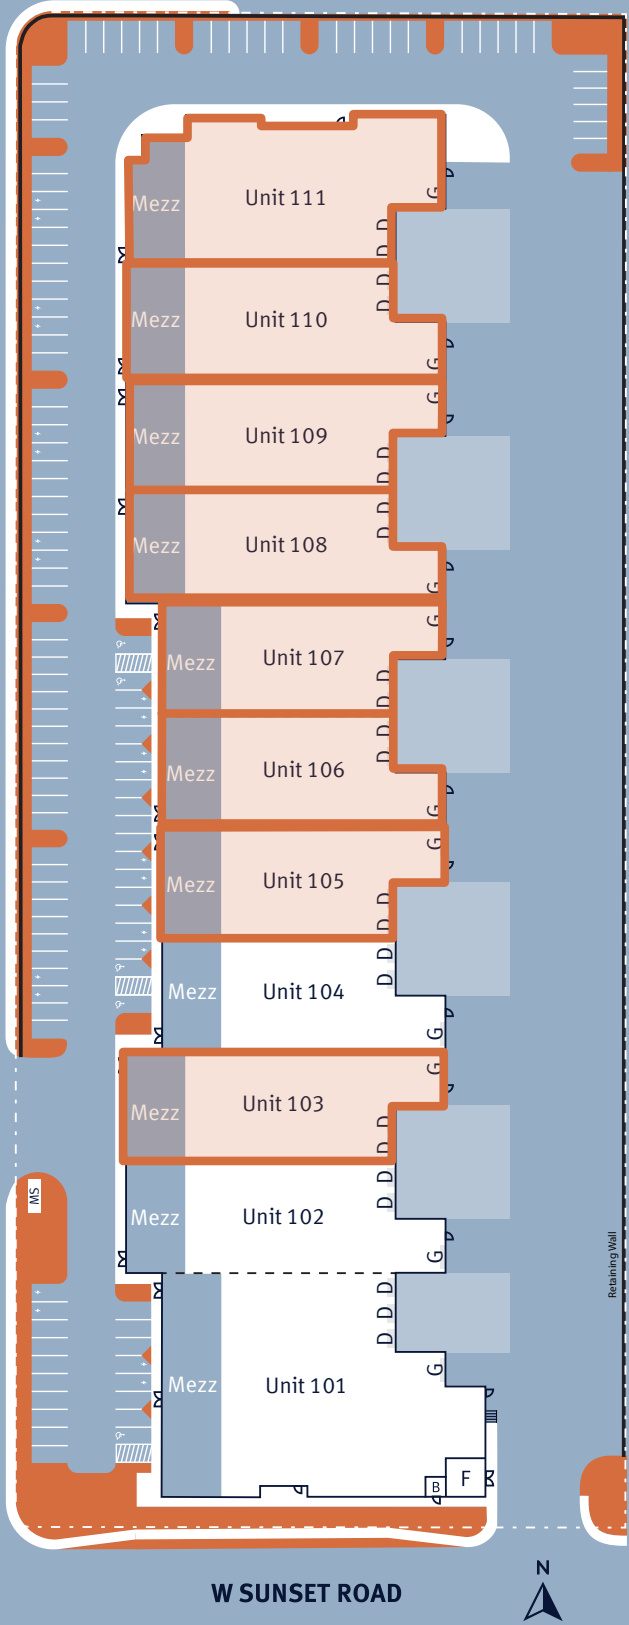 Mezz
Unit 111
G
D
D
Mezz
Unit 110
D
D
G
Mezz
Unit 109
G
D
D
Mezz
Unit 108
D
D
G
Mezz
Unit 107
G
D
D
Mezz
Unit 106
D
D
G
Mezz
Unit 105
G
D
D
Mezz
Unit 104
D
D
G
Mezz
Unit 103
G
D
D
MS
Mezz
Unit 102
D
D
G
Retaining Wall
Mezz
Unit 101
D
D
D
G
B
F
W SUNSET ROAD
N